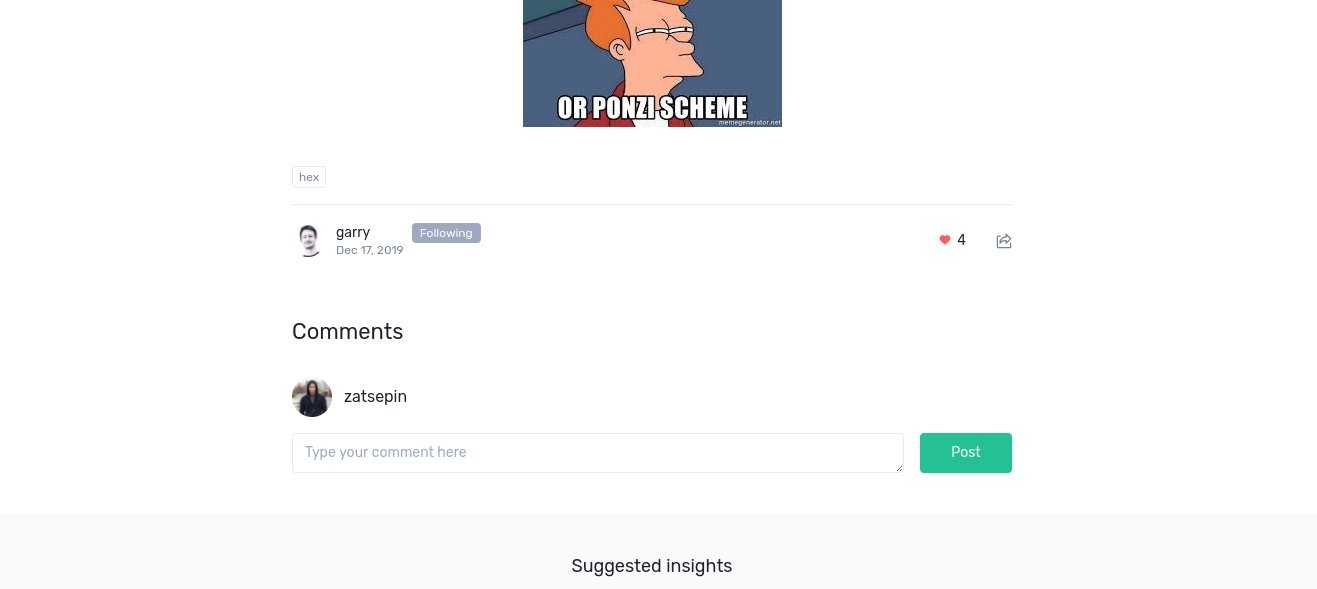 OR PONZI SCHEME
memegenerator.net
hex
garry
Following
Dec 17, 2019
4
Comments
zatsepin
Type your comment here
Post
Suggested insights